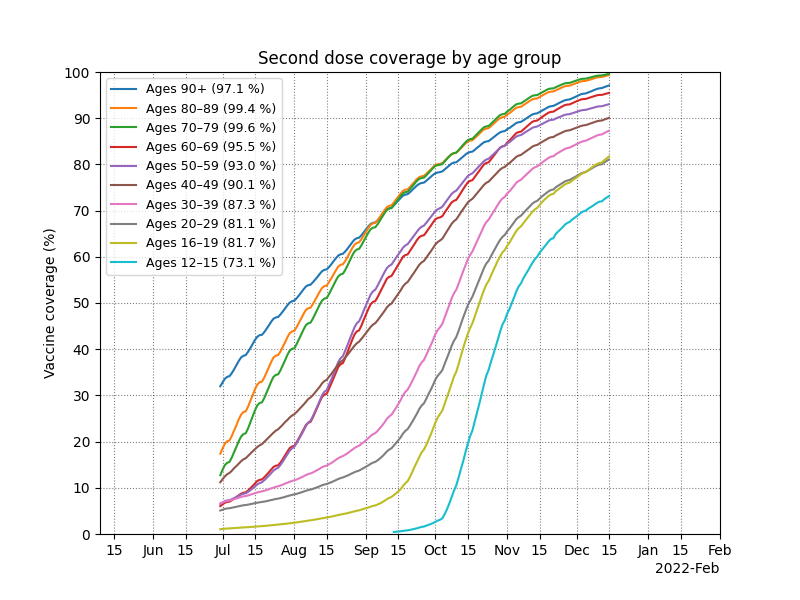 Second dose coverage by age group
Vaccine coverage (%)
100
90
80
70
60
50
40
30
20
10
0
Ages 90+ (97.1 %)
Ages 80–89 (99.4 %)
Ages 70–79 (99.6 %)
Ages 60–69 (95.5 %)
Ages 50–59 (93.0 %)
Ages 40–49 (90.1 %)
Ages 30–39 (87.3 %)
Ages 20–29 (81.1 %)
Ages 16–19 (81.7 %)
Ages 12–15 (73.1 %)
15 Jun 15 Jul 15 Aug 15 Sep 15 Oct 15 Nov 15 Dec 15 Jan 15 Feb
2022-Feb